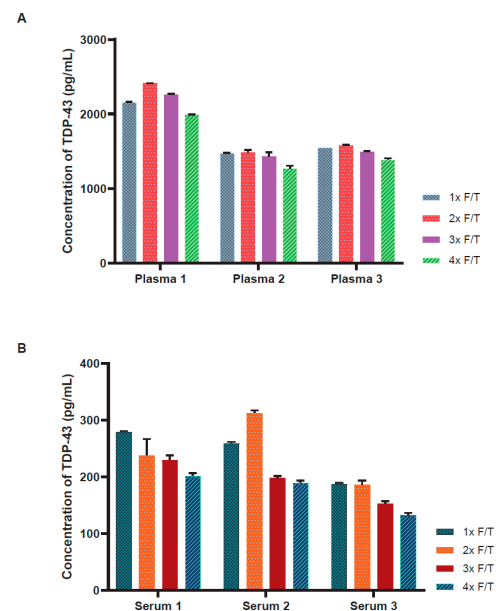 A
Concentration of TDP-43 (pg/mL)
3000
2000
1000
0
Plasma 1
Plasma 2
Plasma 3
1x F/T
2x F/T
3x F/T
4x F/T
B
Concentration of TDP-43 (pg/mL)
400
300
200
100
0
Serum 1
Serum 2
Serum 3
1x F/T
2x F/T
3x F/T
4x F/T